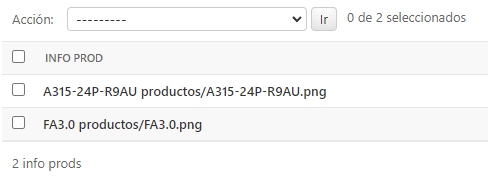 Acción: --------- Ir 0 de 2 seleccionados
INFO PROD
A315-24P-R9AU productos/A315-24P-R9AU.png
FA3.0 productos/FA3.0.png
2 info prods